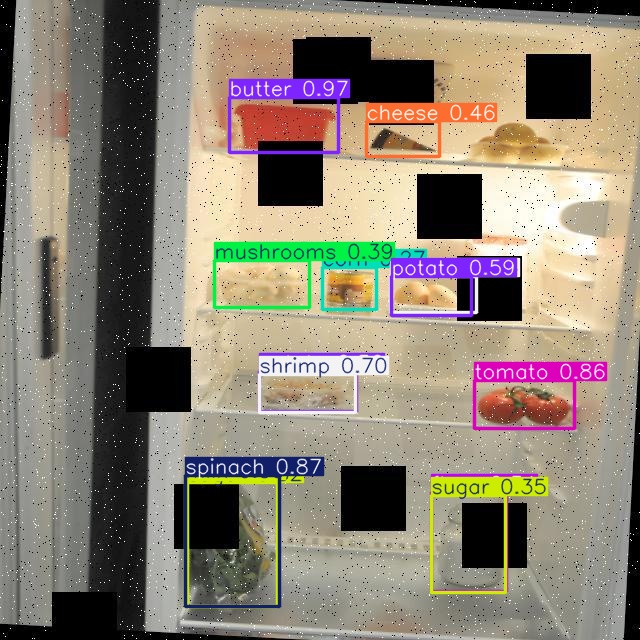 butter 0.97
cheese 0.46
mushrooms 0.39
potato 0.59
shrimp 0.70
tomato 0.86
spinach 0.87
sugar 0.35